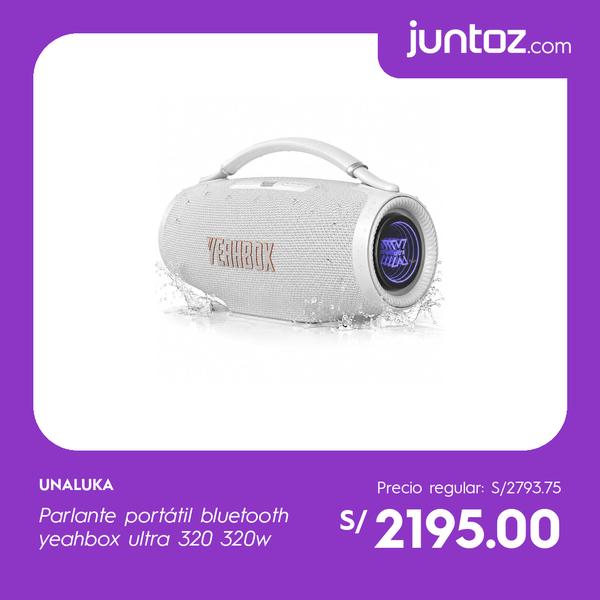 juntoz.com
YEAHBOX
UNALUKA
Parlante portátil bluetooth
yeahbox ultra 320 320w
Precio regular: S/2793.75
S/ 2195.00